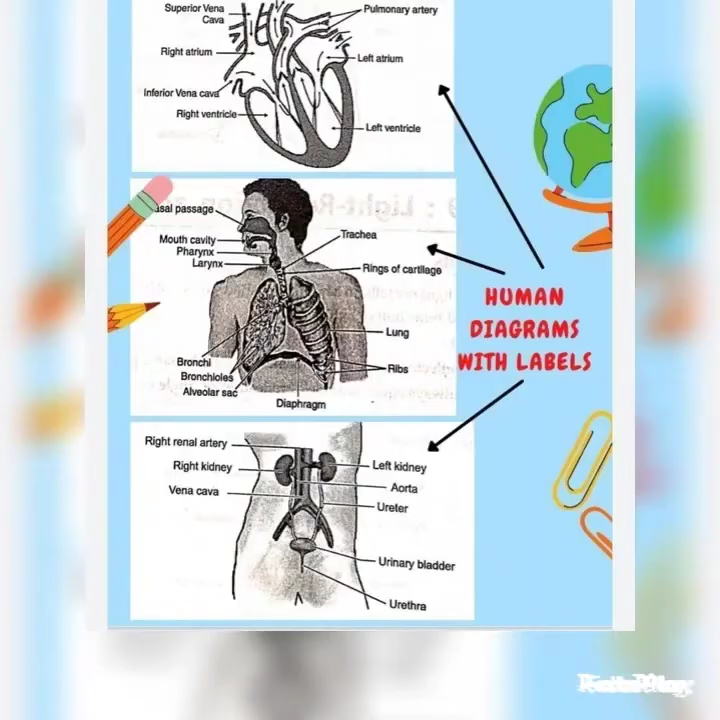 Superior Vena
Cava
Pulmonary artery
Right atrium
Left atrium
Inferior Vena cava
Right ventricle
Left ventricle
asal passage
Mouth cavity
Trachea
Pharynx
Larynx
Rings of cartilage
Lung
Bronchi
Bronchioles
Ribs
Alveolar sac
Diaphragm
HUMAN
DIAGRAMS
WITH LABELS
Right renal artery
Right kidney
Left kidney
Vena cava
Aorta
Ureter
Urinary bladder
Urethra